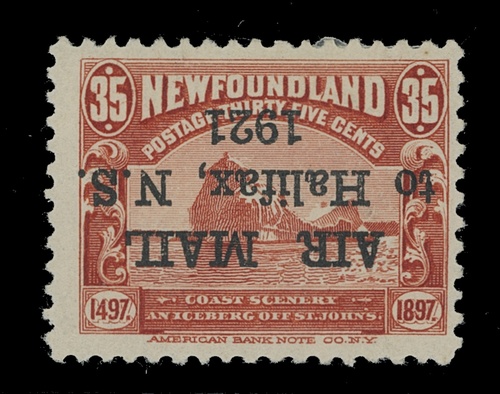 35 NEWFOUNDLAND 35
POSTAGE THIRTY FIVE CENTS
AIR MAIL
to Halifax, N.S.
1921
1497. COAST SCENERY 1897.
AN ICEBERG OFF ST. JOHN'S.
AMERICAN BANK NOTE CO. N.Y.